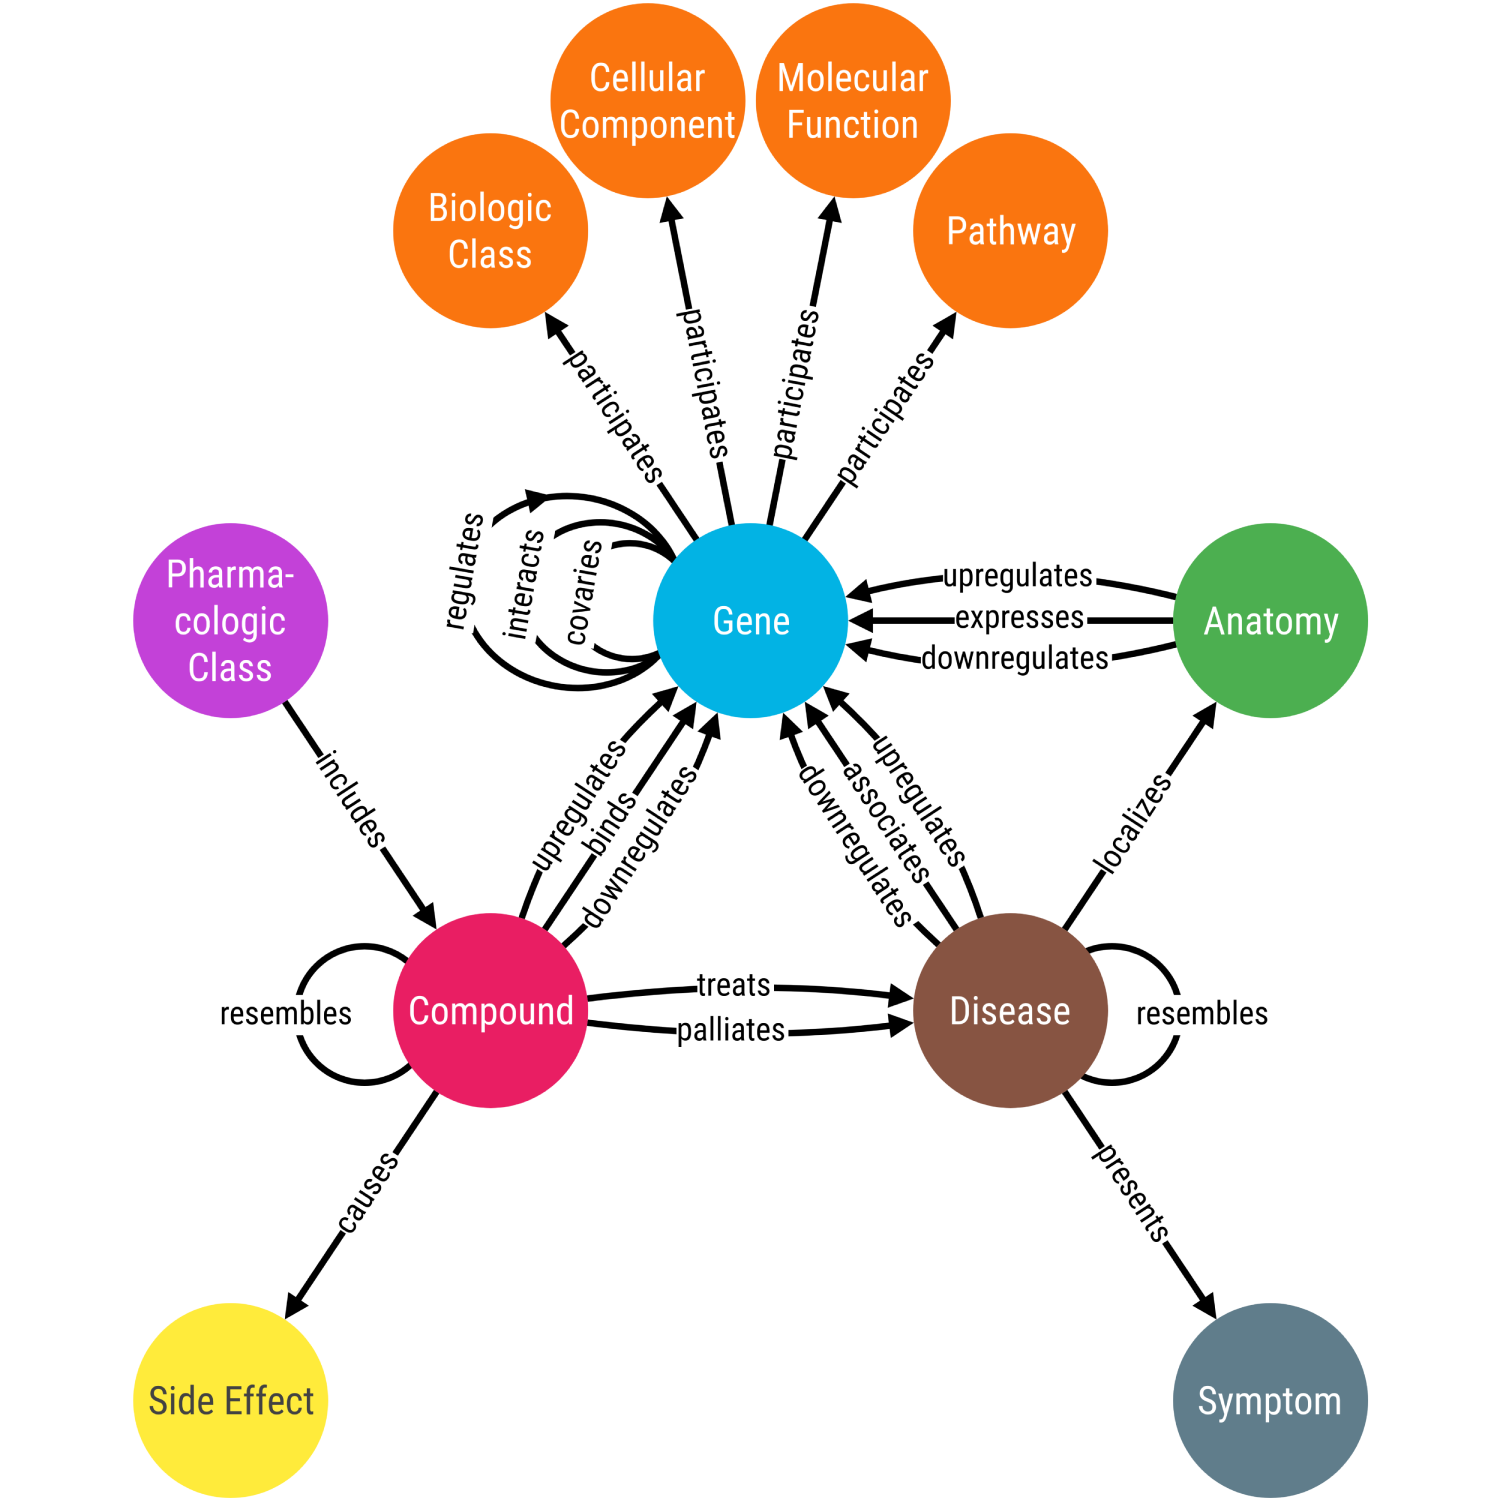 Cellular
Component
Molecular
Function
Biologic
Class
Pathway
participates
participates
participates
participates
regulates
interacts
covaries
Pharma-
cologic
Class
Gene
upregulates
expresses
downregulates
Anatomy
includes
upregulates
binds
downregulates
downregulates
associates
upregulates
localizes
resembles
Compound
treats
palliates
Disease
resembles
causes
presents
Side Effect
Symptom